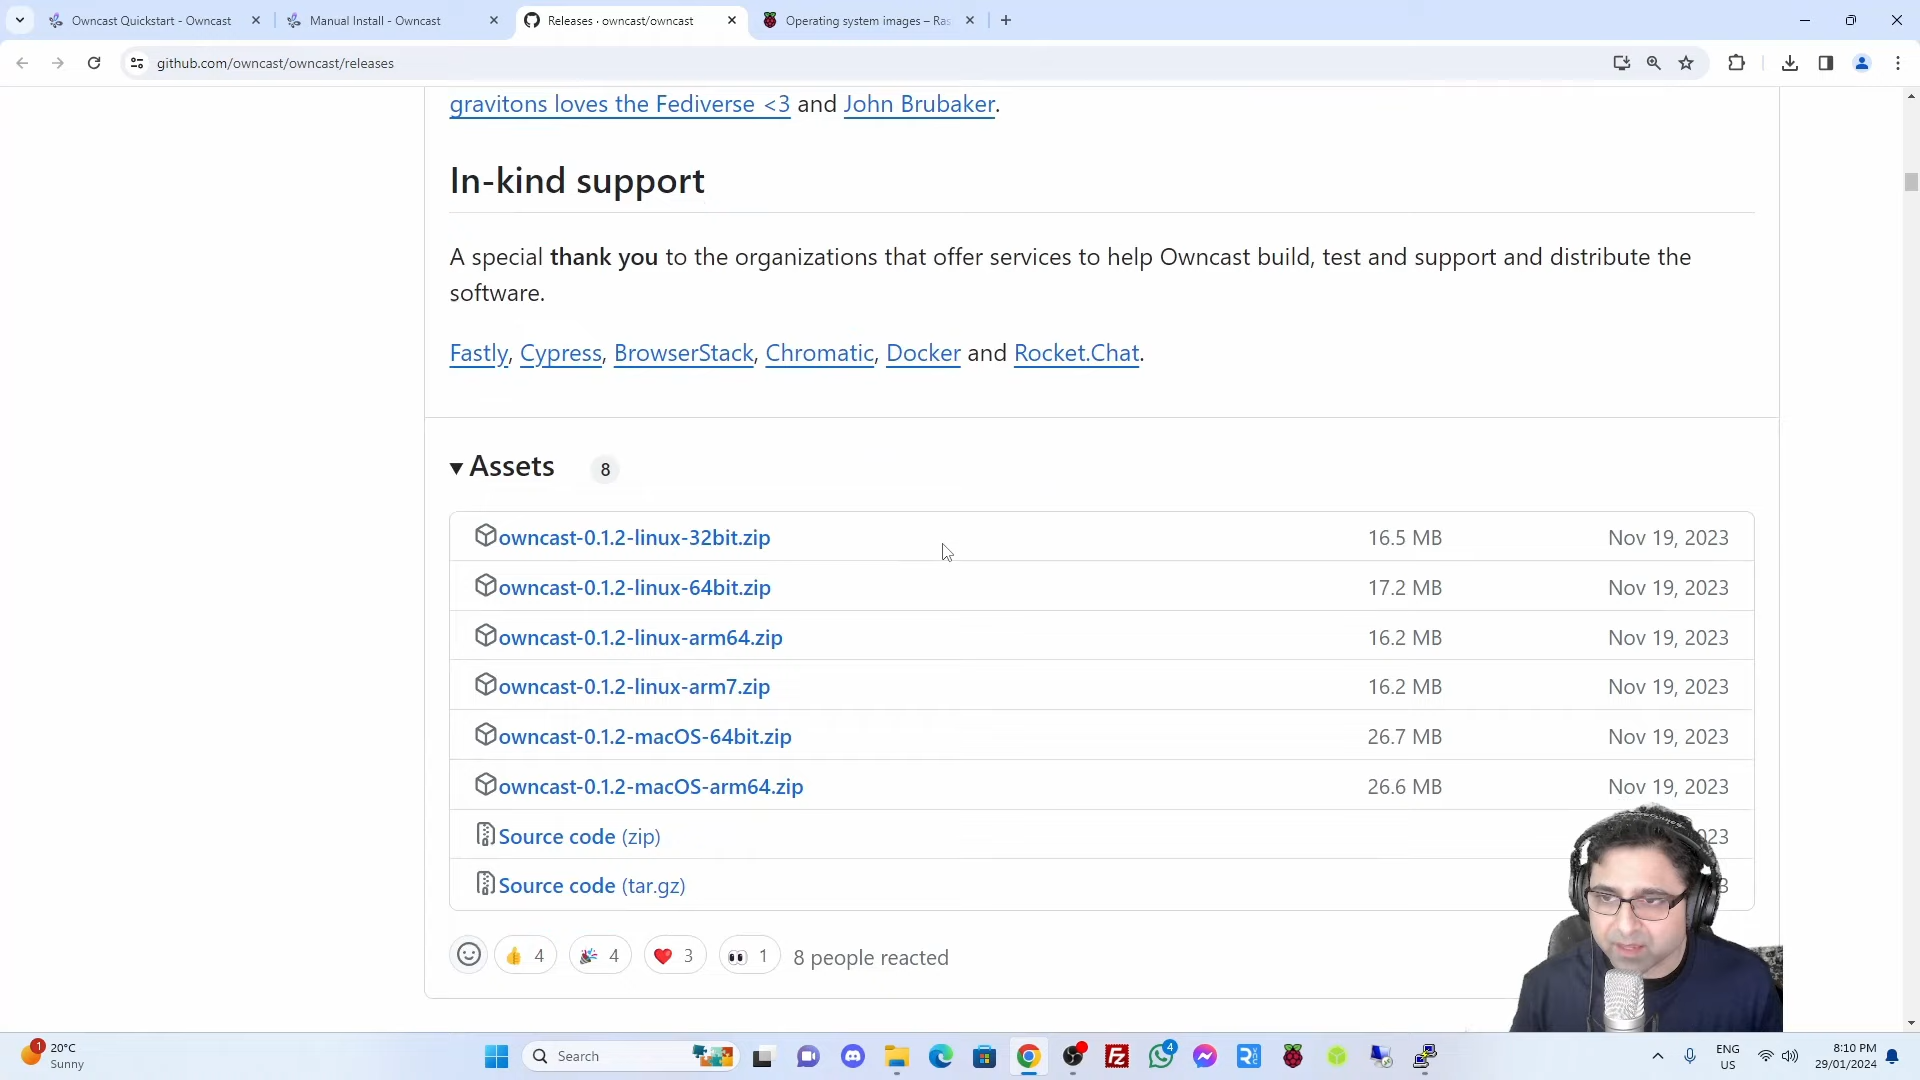 Owncast Quickstart - Owncast
Manual Install - Owncast
Releases · owncast/owncast
Operating system images – Ras
github.com/owncast/owncast/releases
gravitons loves the Fediverse <3 and John Brubaker.
In-kind support
A special thank you to the organizations that offer services to help Owncast build, test and support and distribute the
software.
Fastly, Cypress, BrowserStack, Chromatic, Docker and Rocket.Chat.
Assets 8
owncast-0.1.2-linux-32bit.zip 16.5 MB Nov 19, 2023
owncast-0.1.2-linux-64bit.zip 17.2 MB Nov 19, 2023
owncast-0.1.2-linux-arm64.zip 16.2 MB Nov 19, 2023
owncast-0.1.2-linux-arm7.zip 16.2 MB Nov 19, 2023
owncast-0.1.2-macOS-64bit.zip 26.7 MB Nov 19, 2023
owncast-0.1.2-macOS-arm64.zip 26.6 MB Nov 19, 2023
Source code (zip) 023
Source code (tar.gz) 3
4 4 3 1 8 people reacted
1 20°C
Sunny
Search
4
ENG
US
8:10 PM
29/01/2024